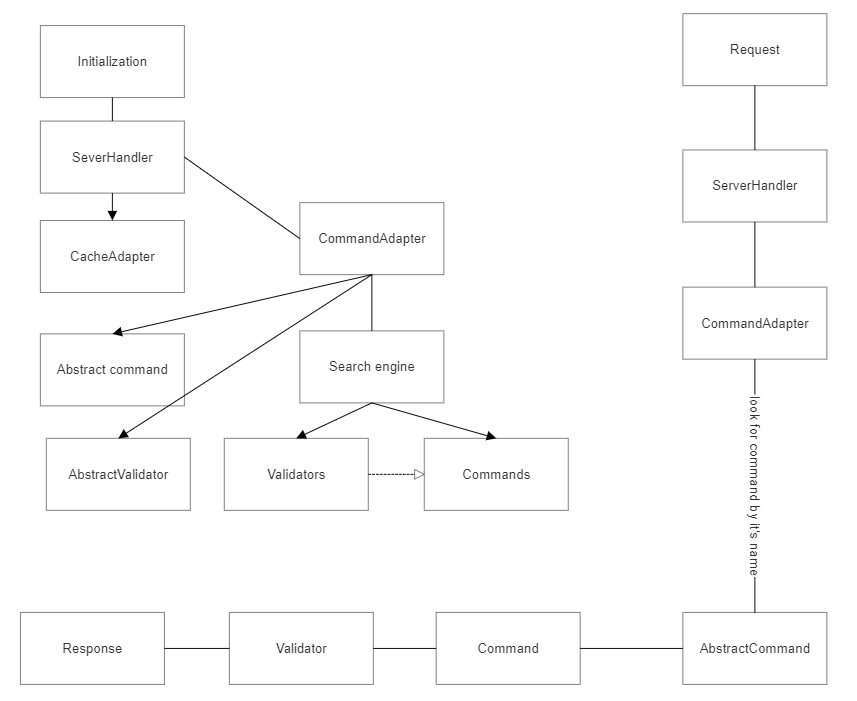 Initialization
SeverHandler
CacheAdapter
CommandAdapter
Abstract command
Search engine
AbstractValidator
Validators
Commands
Request
ServerHandler
CommandAdapter
look for command by it's name
AbstractCommand
Command
Validator
Response